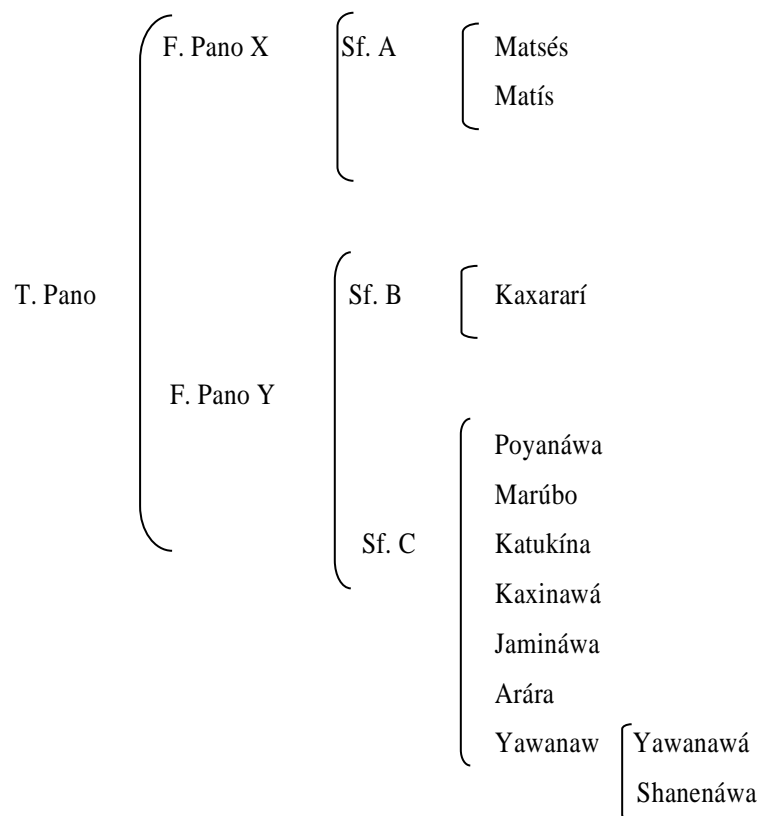 F. Pano X Sf. A Matsés
Matís
T. Pano Sf. B Kaxararí
F. Pano Y
Poyanáwa
Marúbo
Sf. C Katukína
Kaxinawá
Jamináwa
Arára
Yawanaw Yawanawá
Shanenáwa